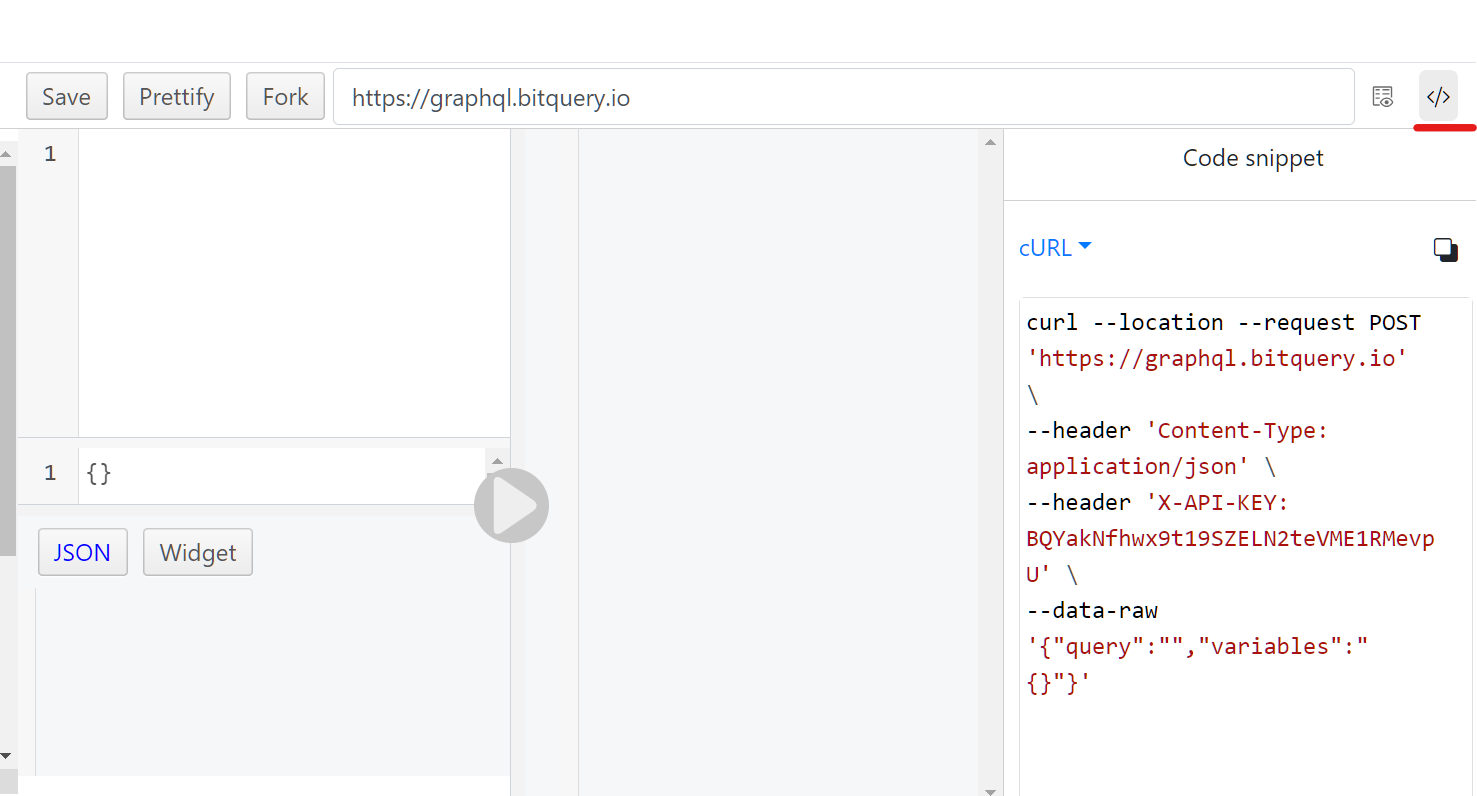 Save Prettify Fork https://graphql.bitquery.io </>
1
1 {}
JSON Widget
Code snippet
cURL
curl --location --request POST
'https://graphql.bitquery.io'
\
--header 'Content-Type:
application/json' \
--header 'X-API-KEY:
BQYakNfhwx9t19SZELN2teVME1RMevp
U' \
--data-raw
'{"query":"","variables":"
{}"}'